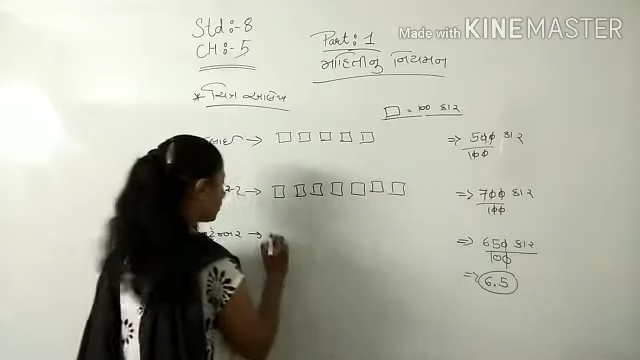 Std:-8
CH:-5
Part: 1
માહિતીનું નિયમન
Made with KINEMASTER
* ચિત્ર આલેખ
□ = 100 કાર
→ □ □ □ □ □ ⇒ 500 કાર
100
→ □ □ □ □ □ □ □ ⇒ 700 કાર
100
→ ⇒ 650 કાર
100
⇒ 6.5